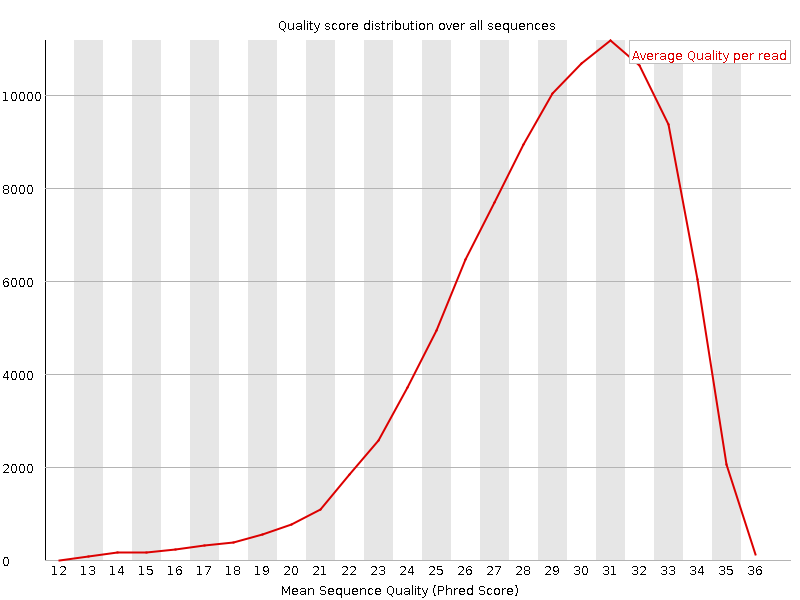 Quality score distribution over all sequences
Average Quality per read
10000
8000
6000
4000
2000
0
12 13 14 15 16 17 18 19 20 21 22 23 24 25 26 27 28 29 30 31 32 33 34 35 36
Mean Sequence Quality (Phred Score)